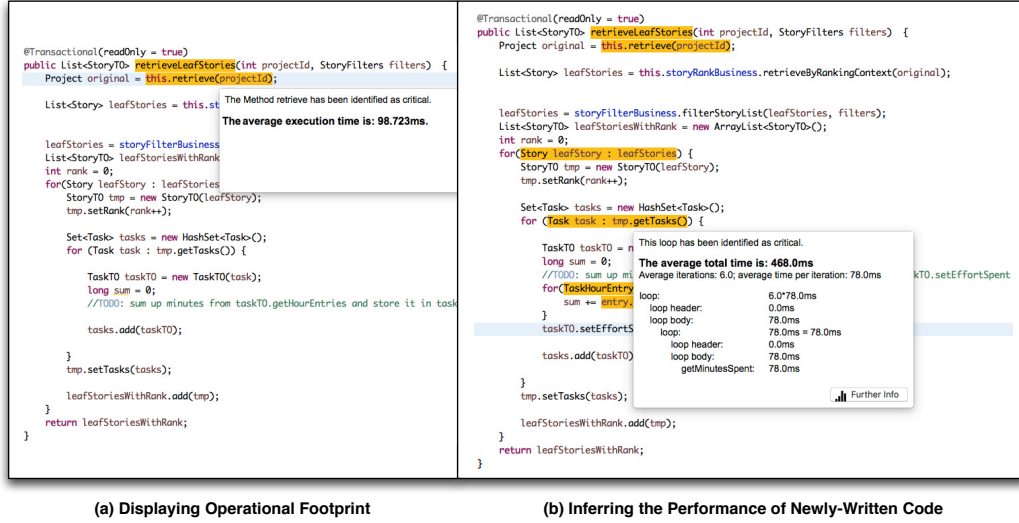 @Transactional(readOnly = true)
public List<StoryTO> retrieveLeafStories(int projectId, StoryFilters filters) {
Project original = this.retrieve(projectId);
The Method retrieve has been identified as critical.
The average execution time is: 98.723ms.
List<Story> leafStories = this.st
leafStories = storyFilterBusiness
List<StoryTO> leafStoriesWithRank
int rank = 0;
for(Story leafStory : leafStories
StoryTO tmp = new StoryTO(leafStory);
tmp.setRank(rank++);
Set<Task> tasks = new HashSet<Task>();
for (Task task : tmp.getTasks()) {
TaskTO taskTO = new TaskTO(task);
long sum = 0;
//TODO: sum up minutes from taskTO.getHourEntries and store it in task
tasks.add(taskTO);
}
tmp.setTasks(tasks);
leafStoriesWithRank.add(tmp);
}
return leafStoriesWithRank;
}
(a) Displaying Operational Footprint
@Transactional(readOnly = true)
public List<StoryTO> retrieveLeafStories(int projectId, StoryFilters filters) {
Project original = this.retrieve(projectId);
List<Story> leafStories = this.storyRankBusiness.retrieveByRankingContext(original);
leafStories = storyFilterBusiness.filterStoryList(leafStories, filters);
List<StoryTO> leafStoriesWithRank = new ArrayList<StoryTO>();
int rank = 0;
for(Story leafStory : leafStories) {
StoryTO tmp = new StoryTO(leafStory);
tmp.setRank(rank++);
Set<Task> tasks = new HashSet<Task>();
for (Task task : tmp.getTasks()) {
TaskTO taskTO = n
long sum = 0;
//TODO: sum up mi kTO.setEffortSpent
for(TaskHourEntry
sum += entry.
}
taskTO.setEffortS
tasks.add(taskTO)
}
tmp.setTasks(tasks);
This loop has been identified as critical.
The average total time is: 468.0ms
Average iterations: 6.0; average time per iteration: 78.0ms
loop: 6.0*78.0ms
loop header: 0.0ms
loop body: 78.0ms
loop: 78.0ms = 78.0ms
loop header: 0.0ms
loop body: 78.0ms
getMinutesSpent: 78.0ms
Further Info
leafStoriesWithRank.add(tmp);
}
return leafStoriesWithRank;
}
(b) Inferring the Performance of Newly-Written Code